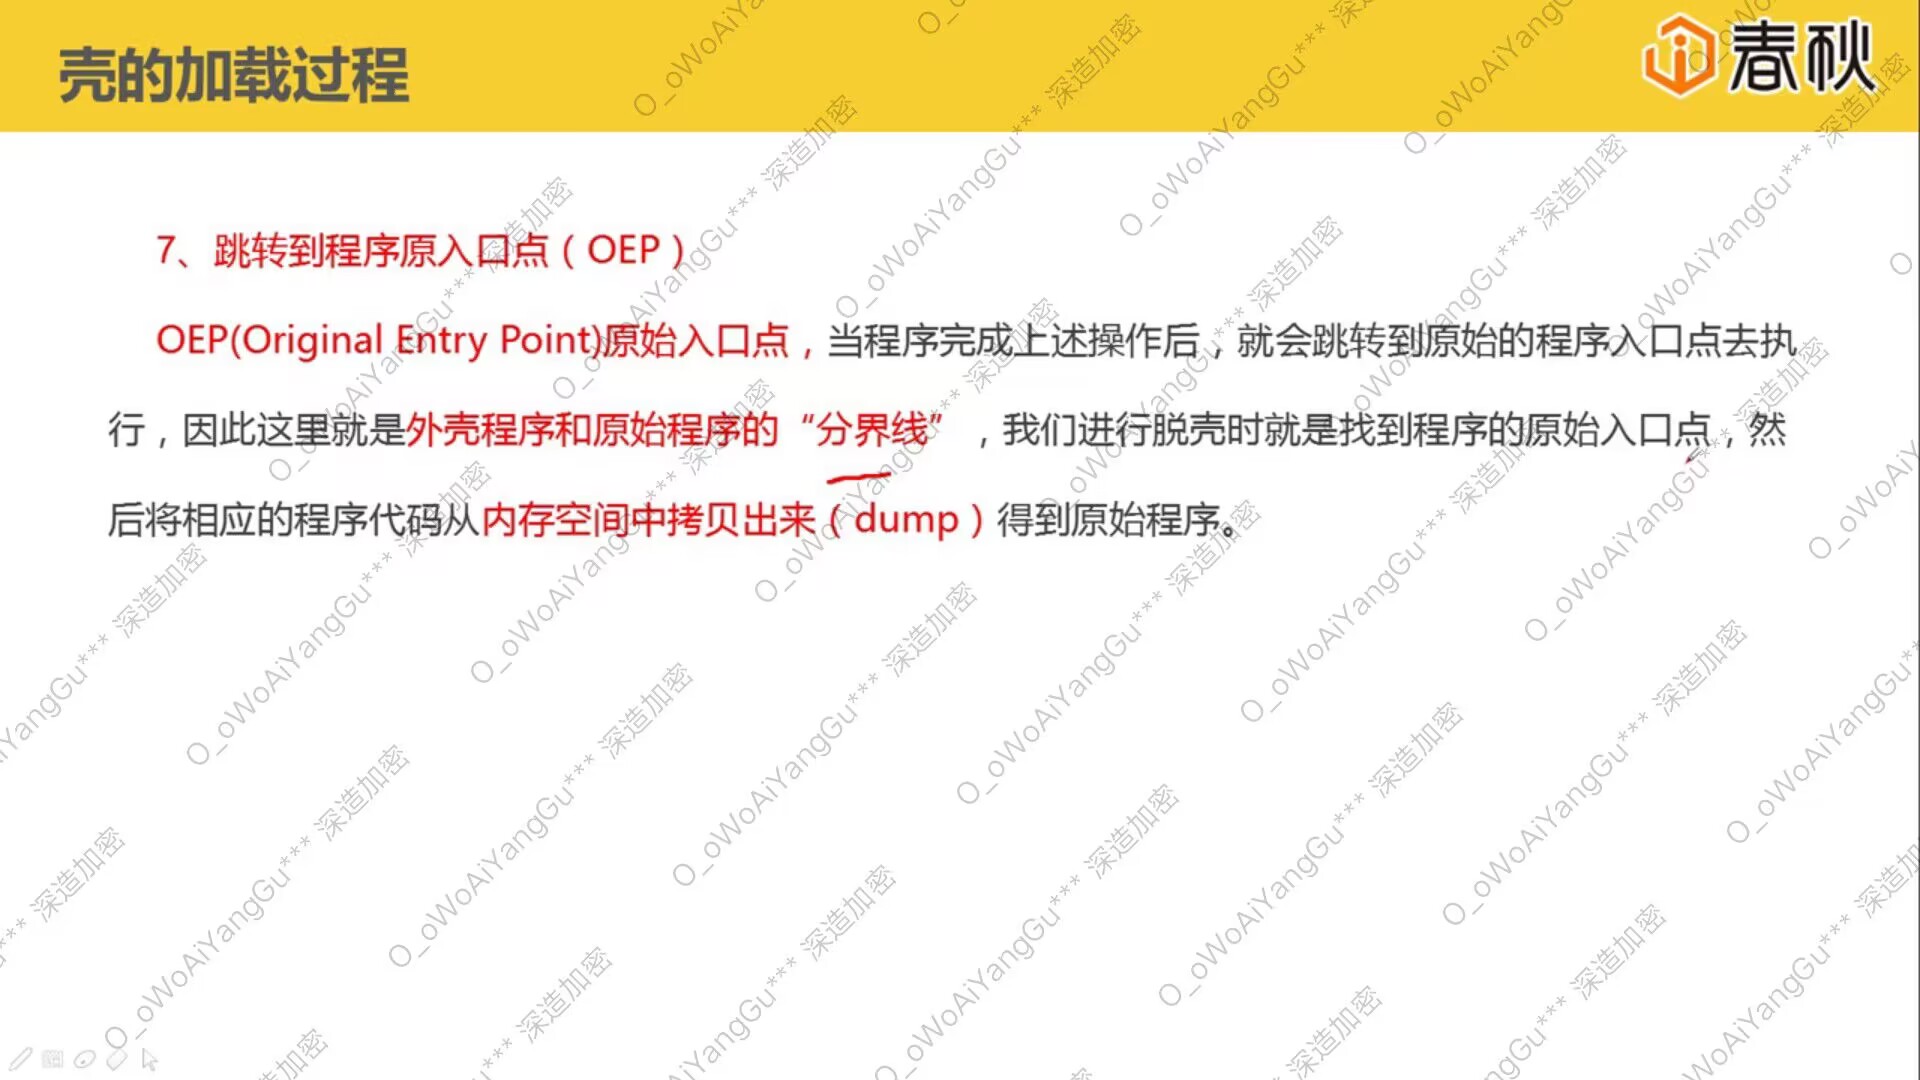 壳的加载过程
春秋
7、跳转到程序原入口点（OEP）
OEP(Original Entry Point)原始入口点，当程序完成上述操作后，就会跳转到原始的程序入口点去执
行，因此这里就是外壳程序和原始程序的“分界线”，我们进行脱壳时就是找到程序的原始入口点，然
后将相应的程序代码从内存空间中拷贝出来（dump）得到原始程序。
O_oWoAiYangGu*** 深造加密